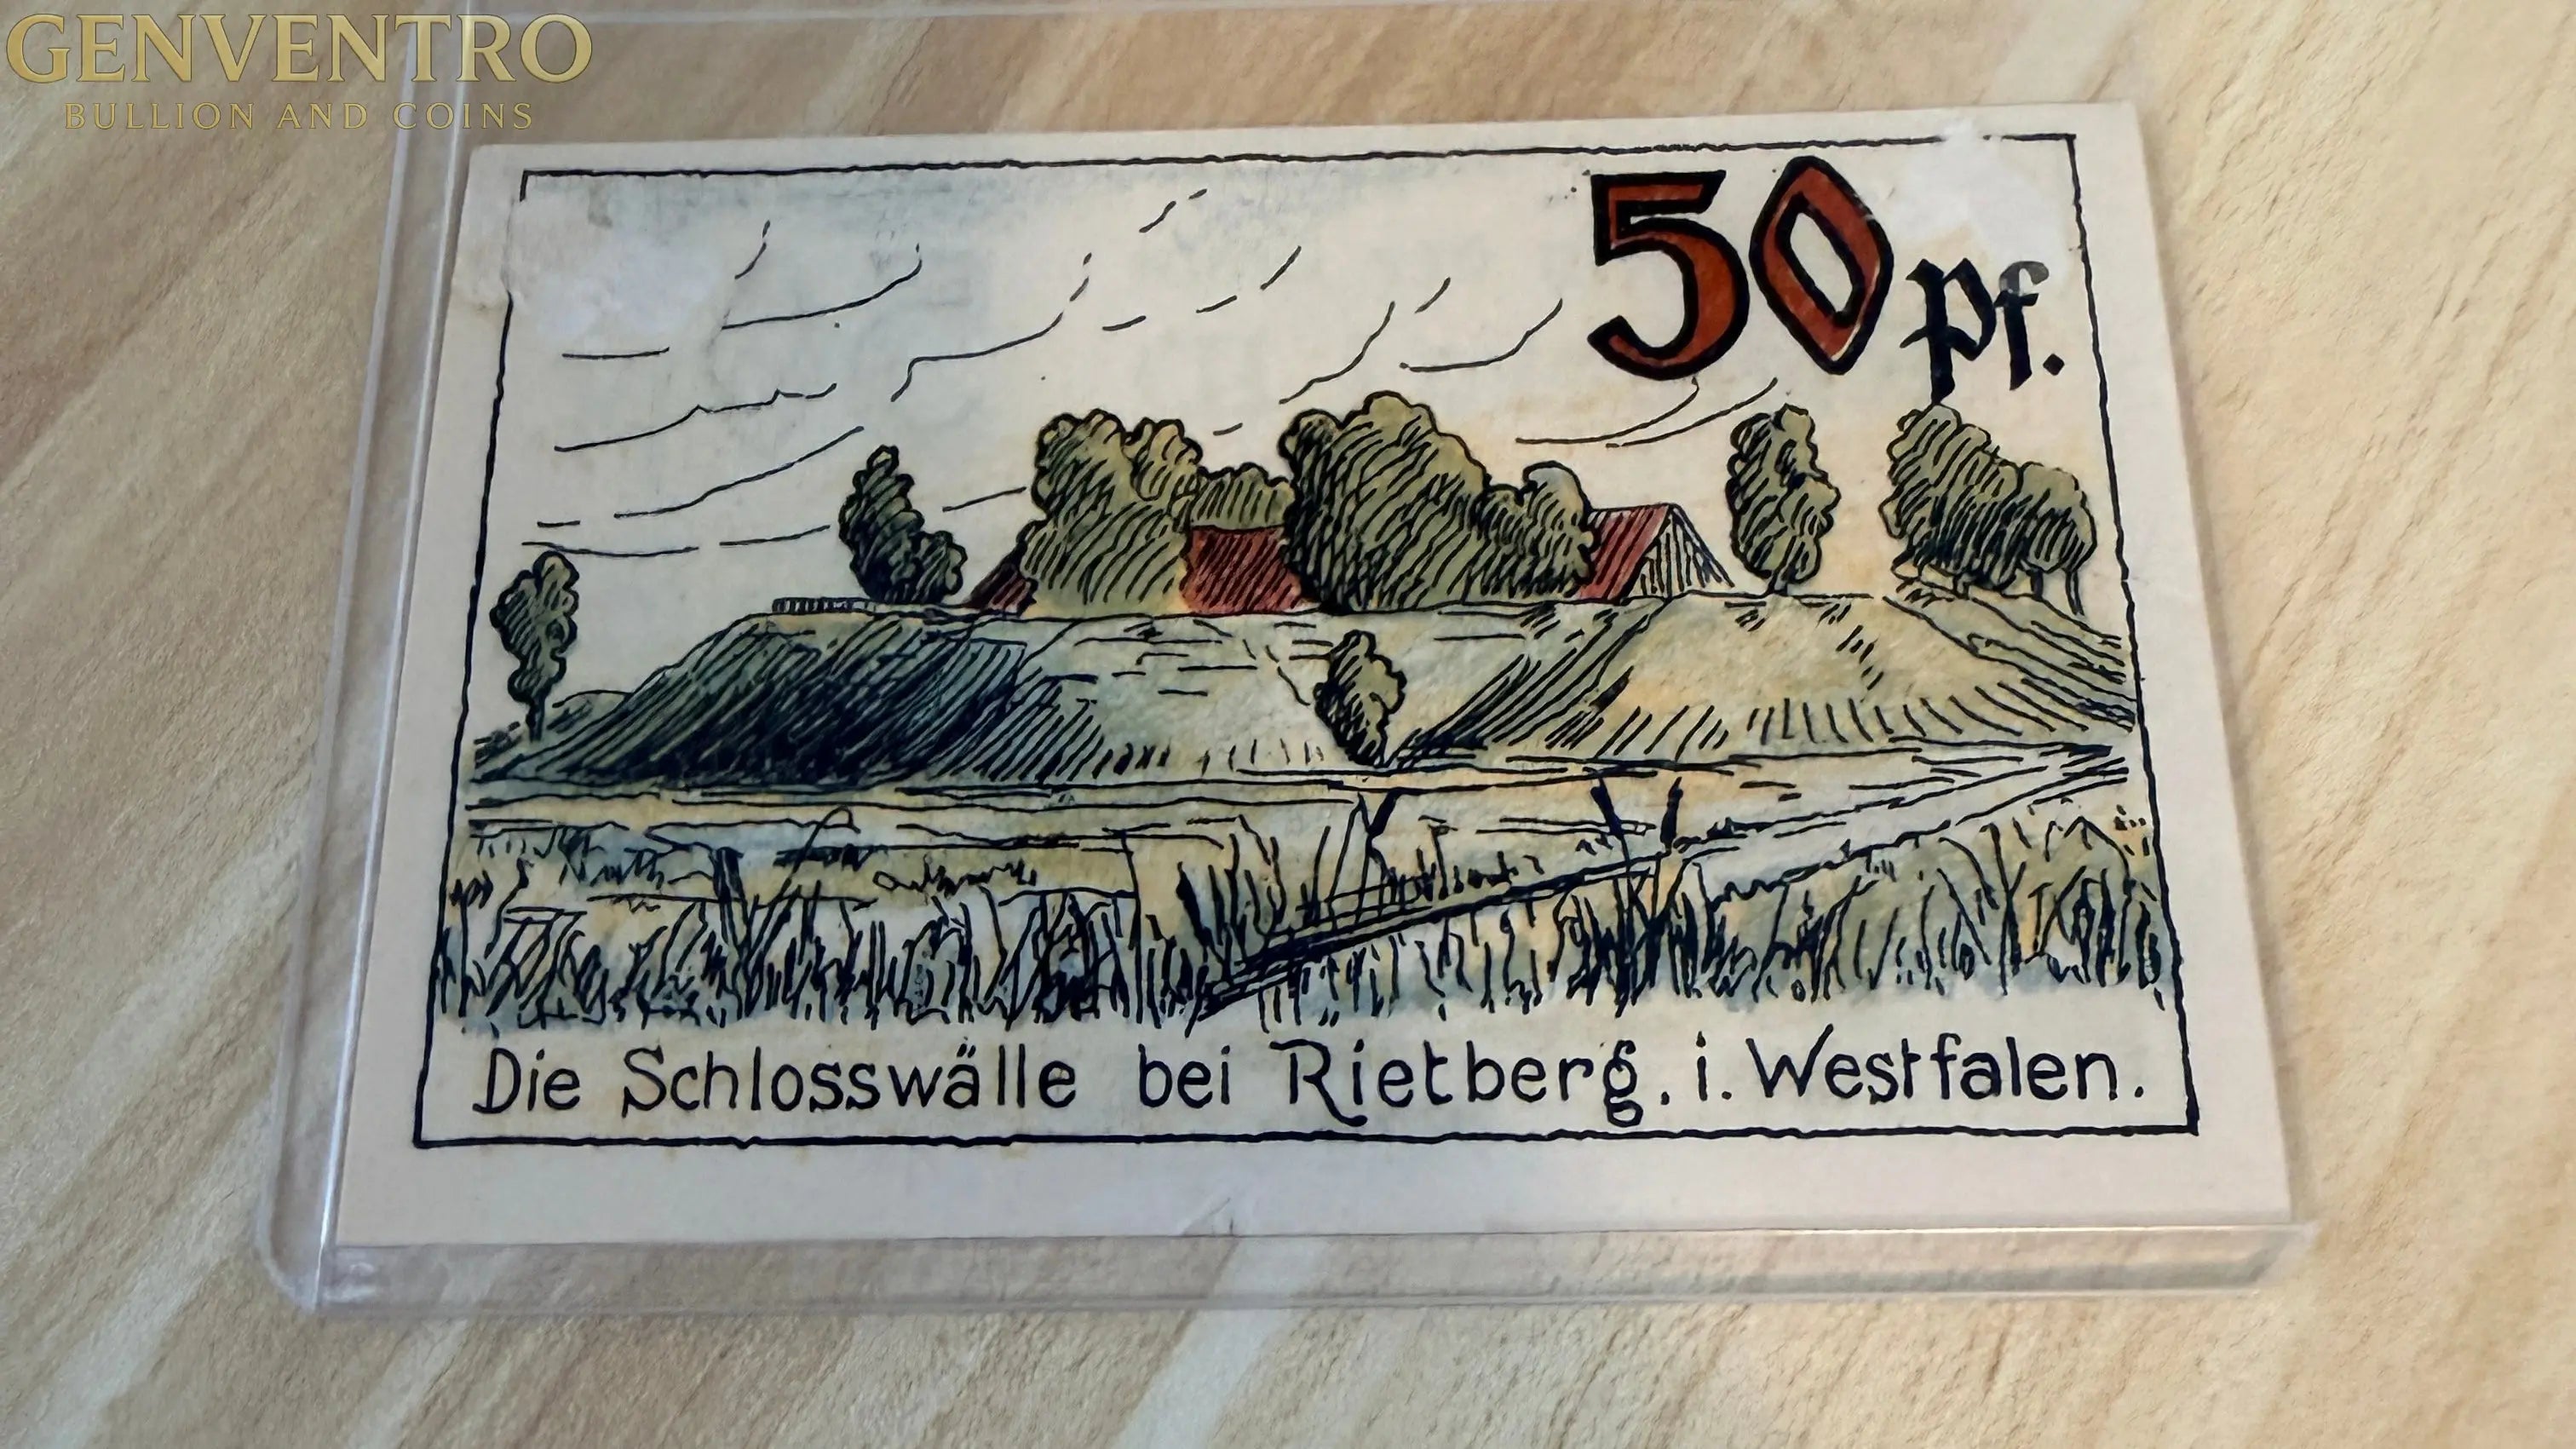 GENVENTRO
BULLION AND COINS
50 pf.
Die Schlosswälle bei Rietberg. i. Westfalen.